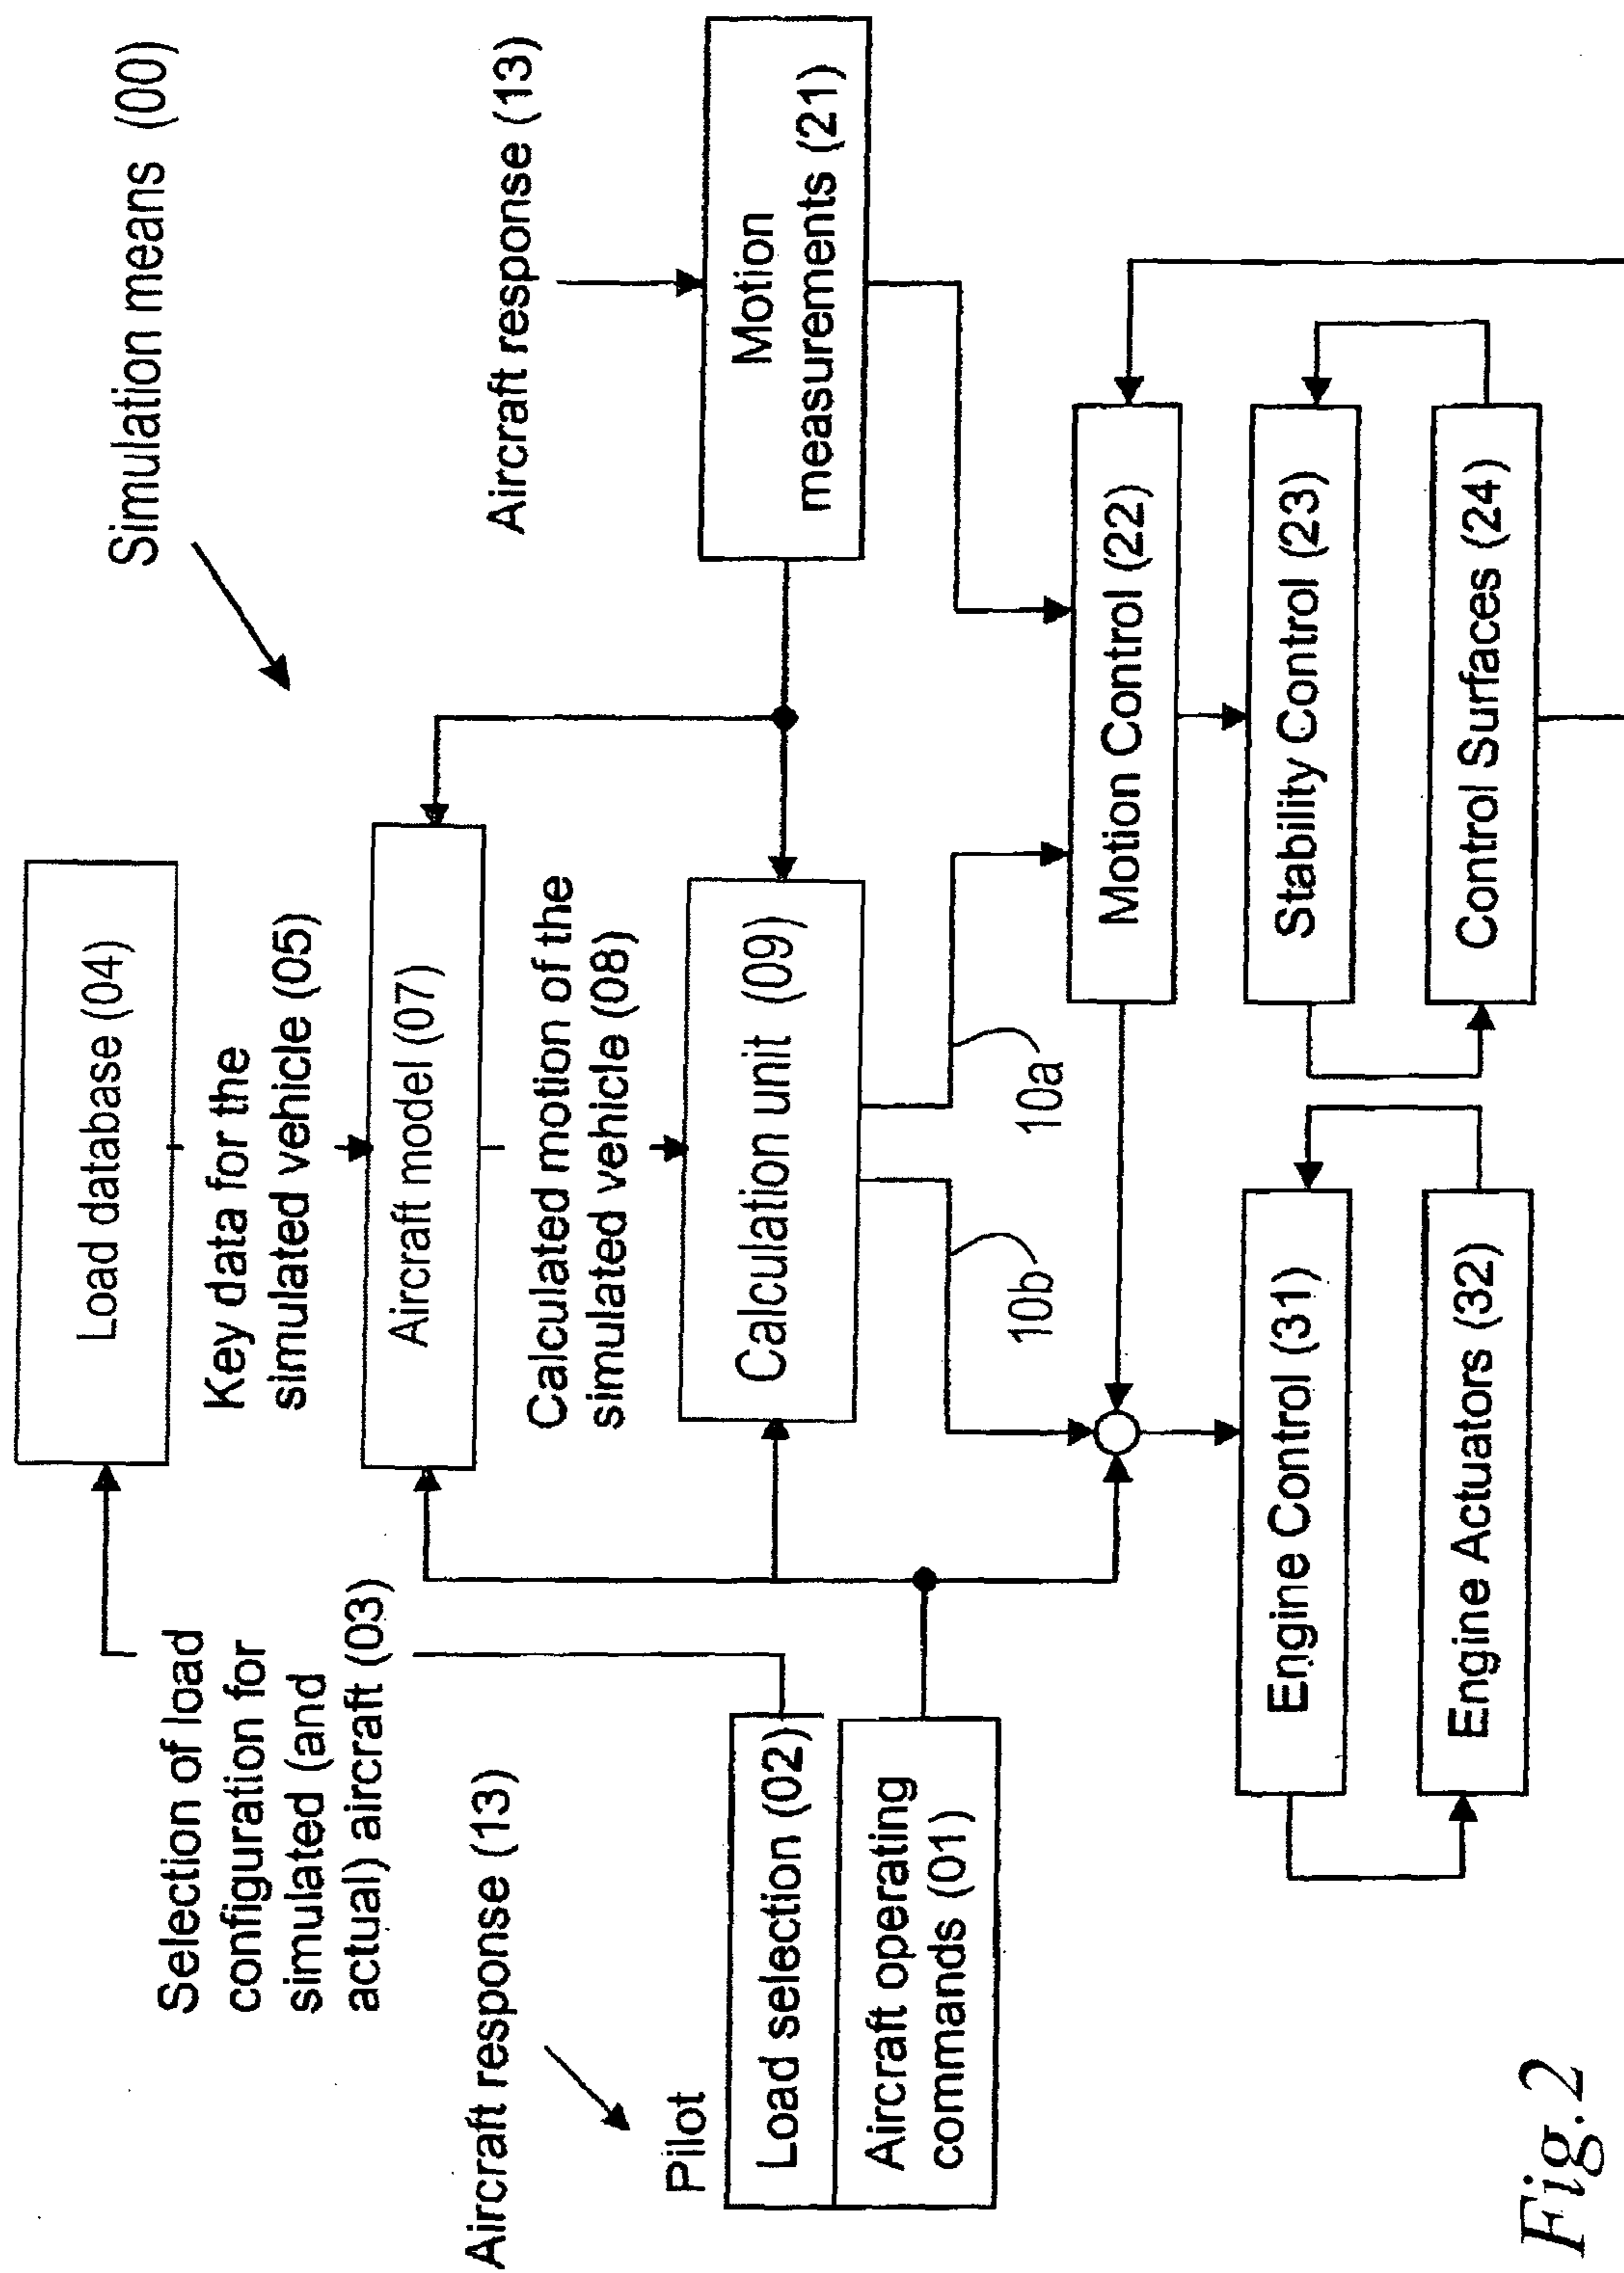 Simulation means (00)
Load database (04)
Selection of load
configuration for
simulated (and
actual) aircraft (03)
Key data for the
simulated vehicle (05)
Aircraft model (07)
Aircraft response (13)
Aircraft response (13)
Calculated motion of the
simulated vehicle (08)
Pilot
Load selection (02)
Aircraft operating
commands (01)
Calculation unit (09)
Motion
measurements (21)
10b
10a
Motion Control (22)
Engine Control (31)
Stability Control (23)
Engine Actuators (32)
Control Surfaces (24)
Fig.2